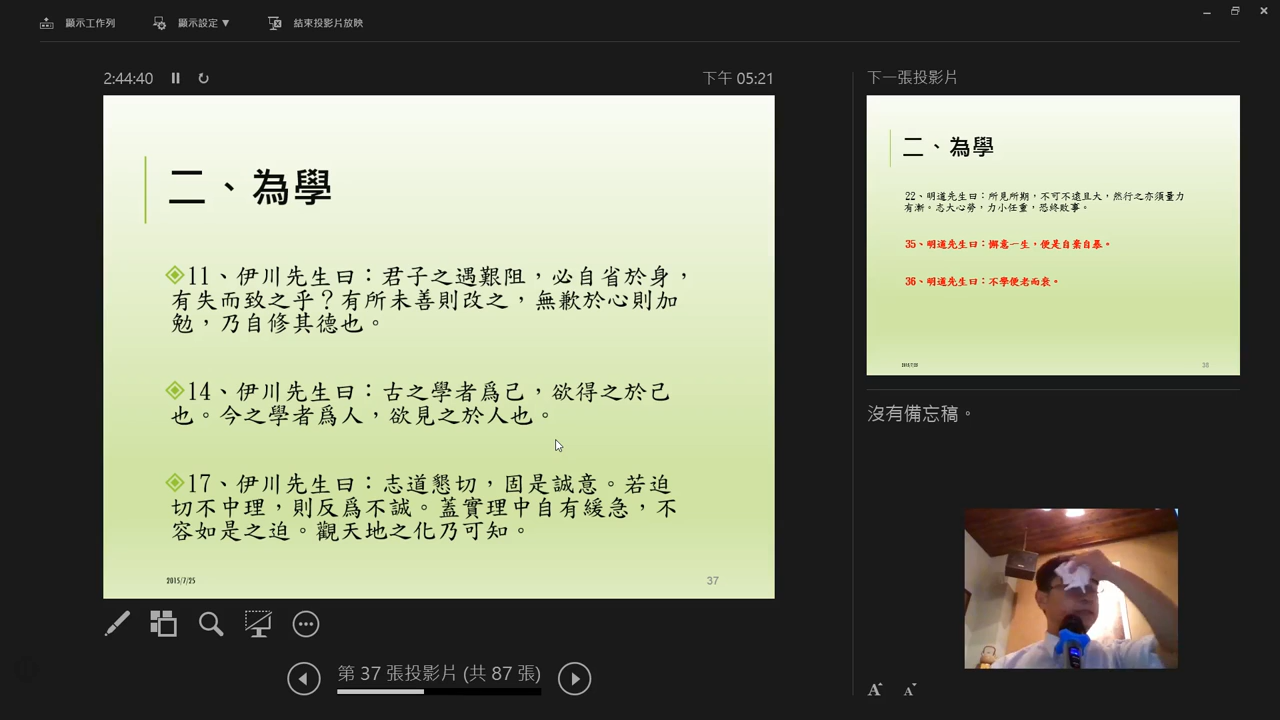 顯示工作列
顯示設定 ▼
結束投影片放映
2:44:40
下午 05:21
二、為學
11、伊川先生曰：君子之遇艱阻，必自省於身，
有失而致之乎？有所未善則改之，無歉於心則加
勉，乃自修其德也。
14、伊川先生曰：古之學者爲己，欲得之於己
也。今之學者爲人，欲見之於人也。
17、伊川先生曰：志道懇切，固是誠意。若迫
切不中理，則反爲不誠。蓋實理中自有緩急，不
容如是之迫。觀天地之化乃可知。
2015/7/25
37
第 37 張投影片 (共 87 張)
下一張投影片
二、為學
22、明道先生曰：所見所期，不可不遠且大，然行之亦須量力
有漸。志大心勞，力小任重，恐終敗事。
35、明道先生曰：懈意一生，便是自棄自暴。
36、明道先生曰：不學便老而衰。
38
沒有備忘稿。
A A